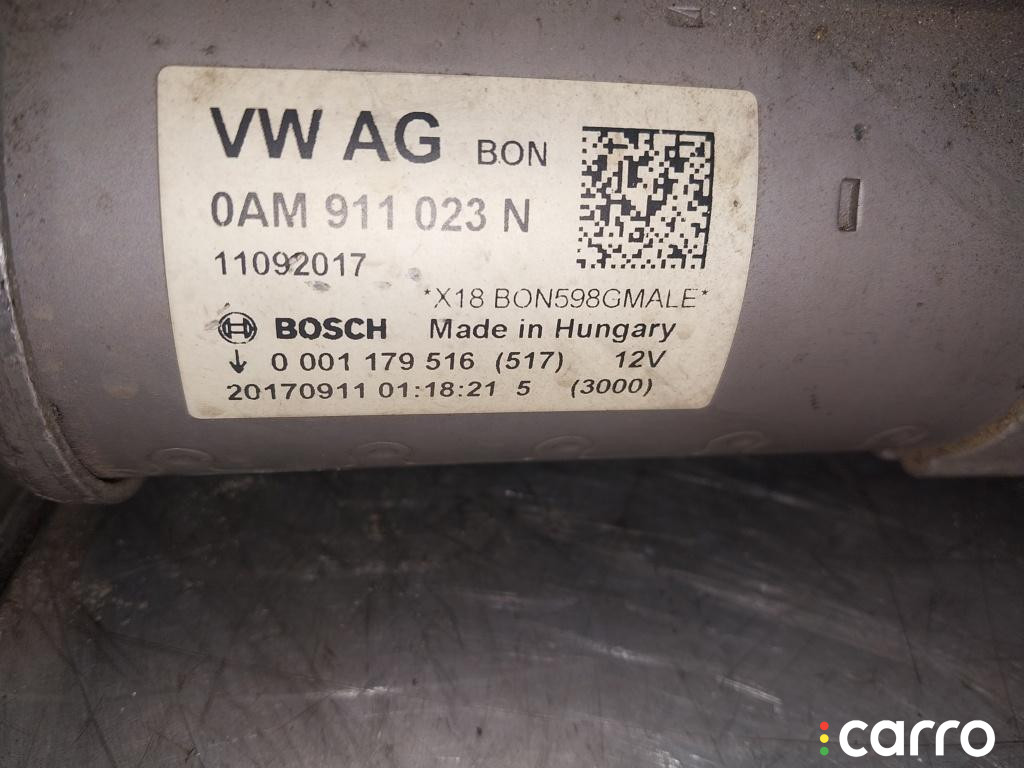 VW AG BON
0AM 911 023 N
11092017
*X18 BON598GMALE*
BOSCH Made in Hungary
0 001 179 516 (517) 12V
20170911 01:18:21 5 (3000)
carro